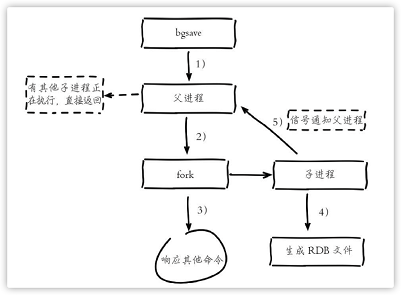 bgsave
1)
有其他子进程正
在执行，直接返回
父进程
5)
信号通知父进程
2)
fork
子进程
3)
4)
响应其他命令
生成 RDB 文件